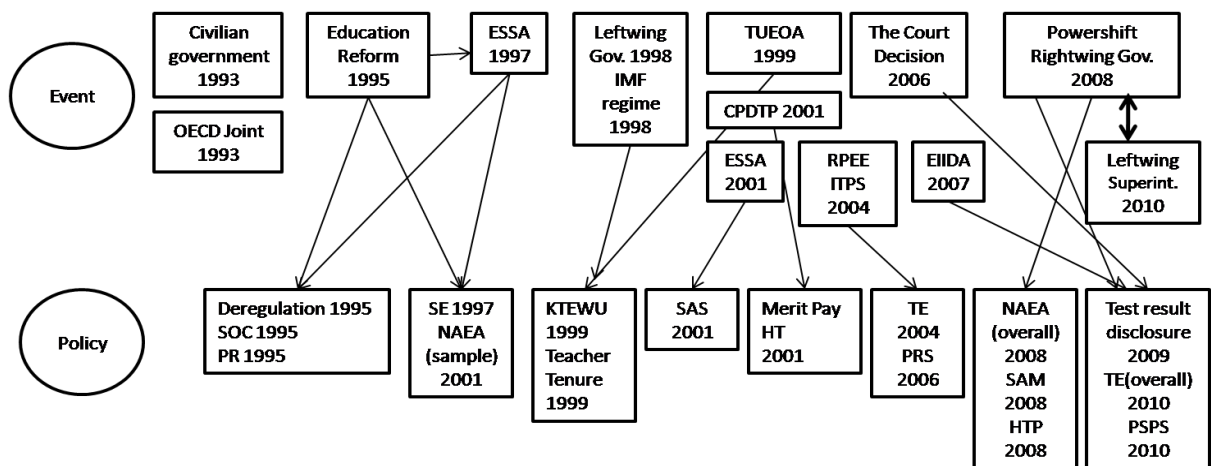 Event
Civilian
government
1993
OECD Joint
1993
Education
Reform
1995
ESSA
1997
Leftwing
Gov. 1998
IMF
regime
1998
TUEOA
1999
CPDTP 2001
ESSA
2001
The Court
Decision
2006
RPEE
ITPS
2004
EIIDA
2007
Powershift
Rightwing Gov.
2008
Leftwing
Superint.
2010
Policy
Deregulation 1995
SOC 1995
PR 1995
SE 1997
NAEA
(sample)
2001
KTEWU
1999
Teacher
Tenure
1999
SAS
2001
Merit Pay
HT
2001
TE
2004
PRS
2006
NAEA
(overall)
2008
SAM
2008
HTP
2008
Test result
disclosure
2009
TE(overall)
2010
PSPS
2010